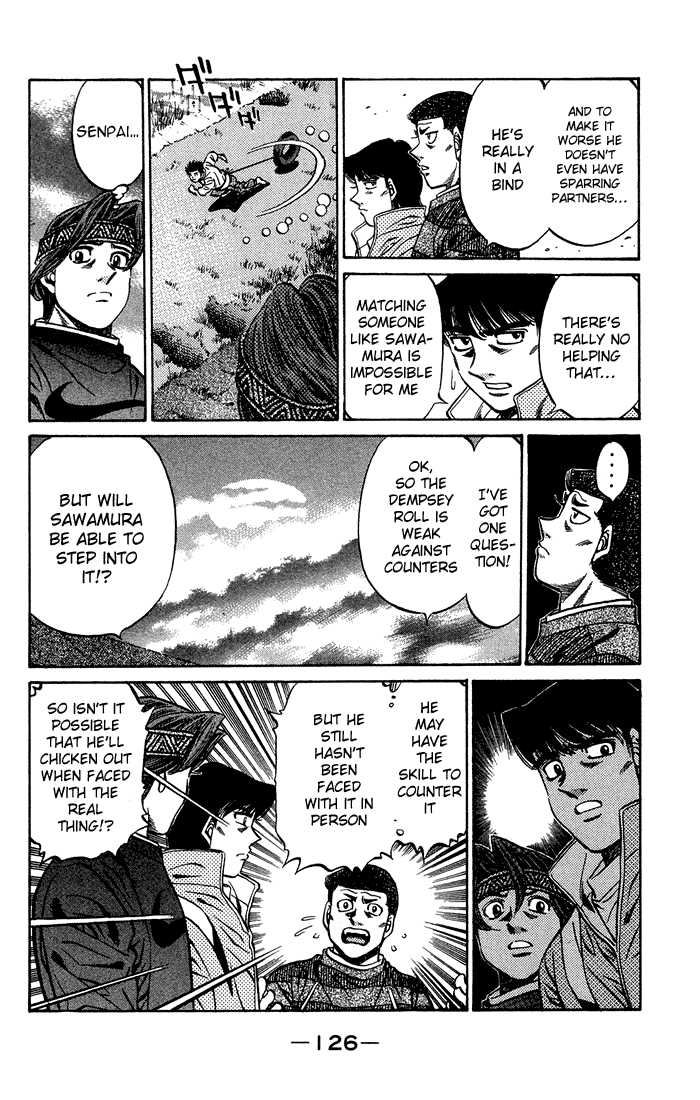 AND TO
MAKE IT
WORSE HE
DOESN'T
EVEN HAVE
SPARRING
PARTNERS...
HE'S
REALLY
IN A
BIND
THERE'S
REALLY NO
HELPING
THAT...
MATCHING
SOMEONE
LIKE SAWA-
MURA IS
IMPOSSIBLE
FOR ME
ザ
ザ
ザ
SENPAI...
....
I'VE
GOT
ONE
QUES-
TION!
OK,
SO THE
DEMPSEY
ROLL IS
WEAK
AGAINST
COUNTERS
BUT WILL
SAWAMURA
BE ABLE TO
STEP INTO
IT!?
HE
MAY
HAVE
THE
SKILL TO
COUNTER
IT
BUT HE
STILL
HASN'T
BEEN
FACED
WITH IT IN
PERSON
SO ISN'T IT
POSSIBLE
THAT HE'LL
CHICKEN OUT
WHEN FACED
WITH THE
REAL
THING!?
—126—